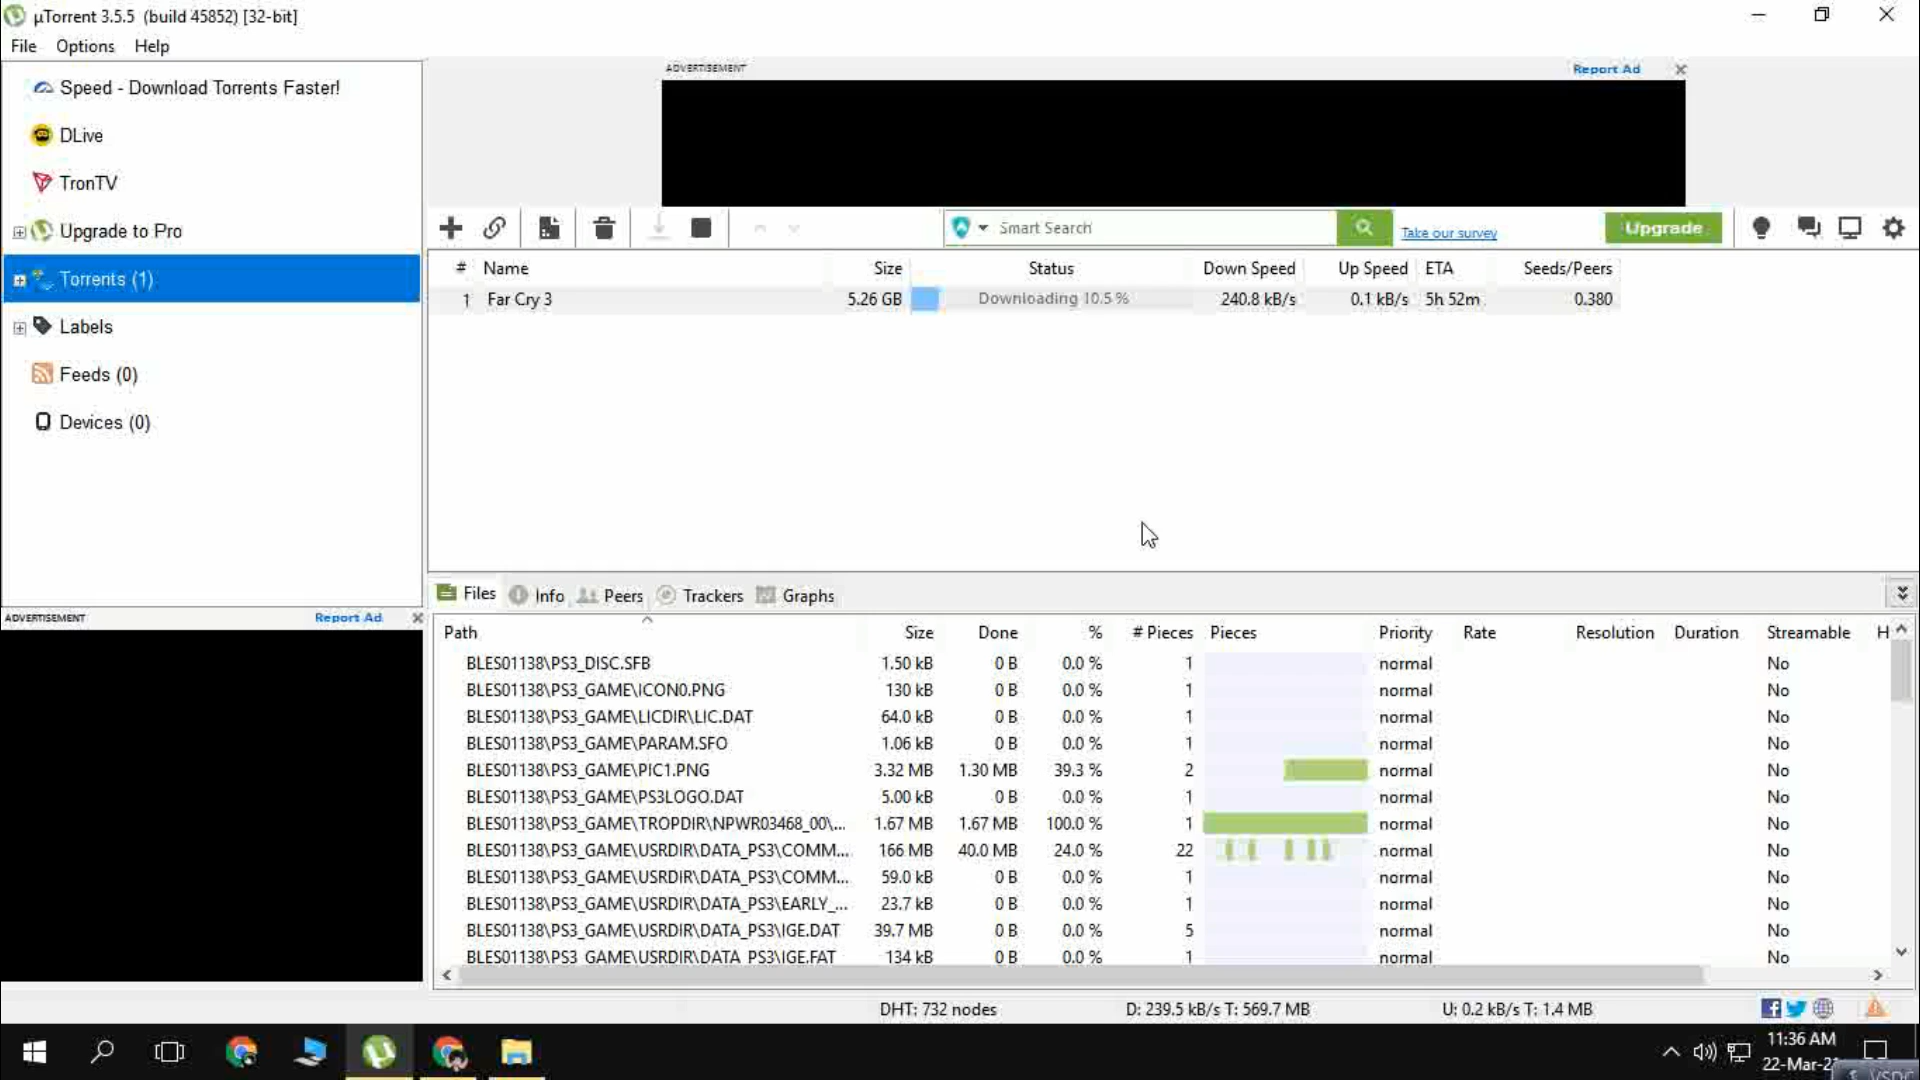 µTorrent 3.5.5 (build 45852) [32-bit]
File Options Help
Speed - Download Torrents Faster!
DLive
TronTV
Upgrade to Pro
Torrents (1)
Labels
Feeds (0)
Devices (0)
ADVERTISEMENT Report Ad
ADVERTISEMENT Report Ad
Smart Search Take our survey Upgrade
# Name Size Status Down Speed Up Speed ETA Seeds/Peers
1 Far Cry 3 5.26 GB Downloading 10.5 % 240.8 kB/s 0.1 kB/s 5h 52m 0.380
Files Info Peers Trackers Graphs
Path Size Done % # Pieces Pieces Priority Rate Resolution Duration Streamable H
BLES01138\PS3_DISC.SFB 1.50 kB 0 B 0.0 % 1 normal No
BLES01138\PS3_GAME\ICON0.PNG 130 kB 0 B 0.0 % 1 normal No
BLES01138\PS3_GAME\LICDIR\LIC.DAT 64.0 kB 0 B 0.0 % 1 normal No
BLES01138\PS3_GAME\PARAM.SFO 1.06 kB 0 B 0.0 % 1 normal No
BLES01138\PS3_GAME\PIC1.PNG 3.32 MB 1.30 MB 39.3 % 2 normal No
BLES01138\PS3_GAME\PS3LOGO.DAT 5.00 kB 0 B 0.0 % 1 normal No
BLES01138\PS3_GAME\TROPDIR\NPWR03468_00\... 1.67 MB 1.67 MB 100.0 % 1 normal No
BLES01138\PS3_GAME\USRDIR\DATA_PS3\COMM... 166 MB 40.0 MB 24.0 % 22 normal No
BLES01138\PS3_GAME\USRDIR\DATA_PS3\COMM... 59.0 kB 0 B 0.0 % 1 normal No
BLES01138\PS3_GAME\USRDIR\DATA_PS3\EARLY_... 23.7 kB 0 B 0.0 % 1 normal No
BLES01138\PS3_GAME\USRDIR\DATA_PS3\IGE.DAT 39.7 MB 0 B 0.0 % 5 normal No
BLES01138\PS3_GAME\USRDIR\DATA_PS3\IGE.FAT 134 kB 0 B 0.0 % 1 normal No
DHT: 732 nodes D: 239.5 kB/s T: 569.7 MB U: 0.2 kB/s T: 1.4 MB
11:36 AM
22-Mar-2
VSDC